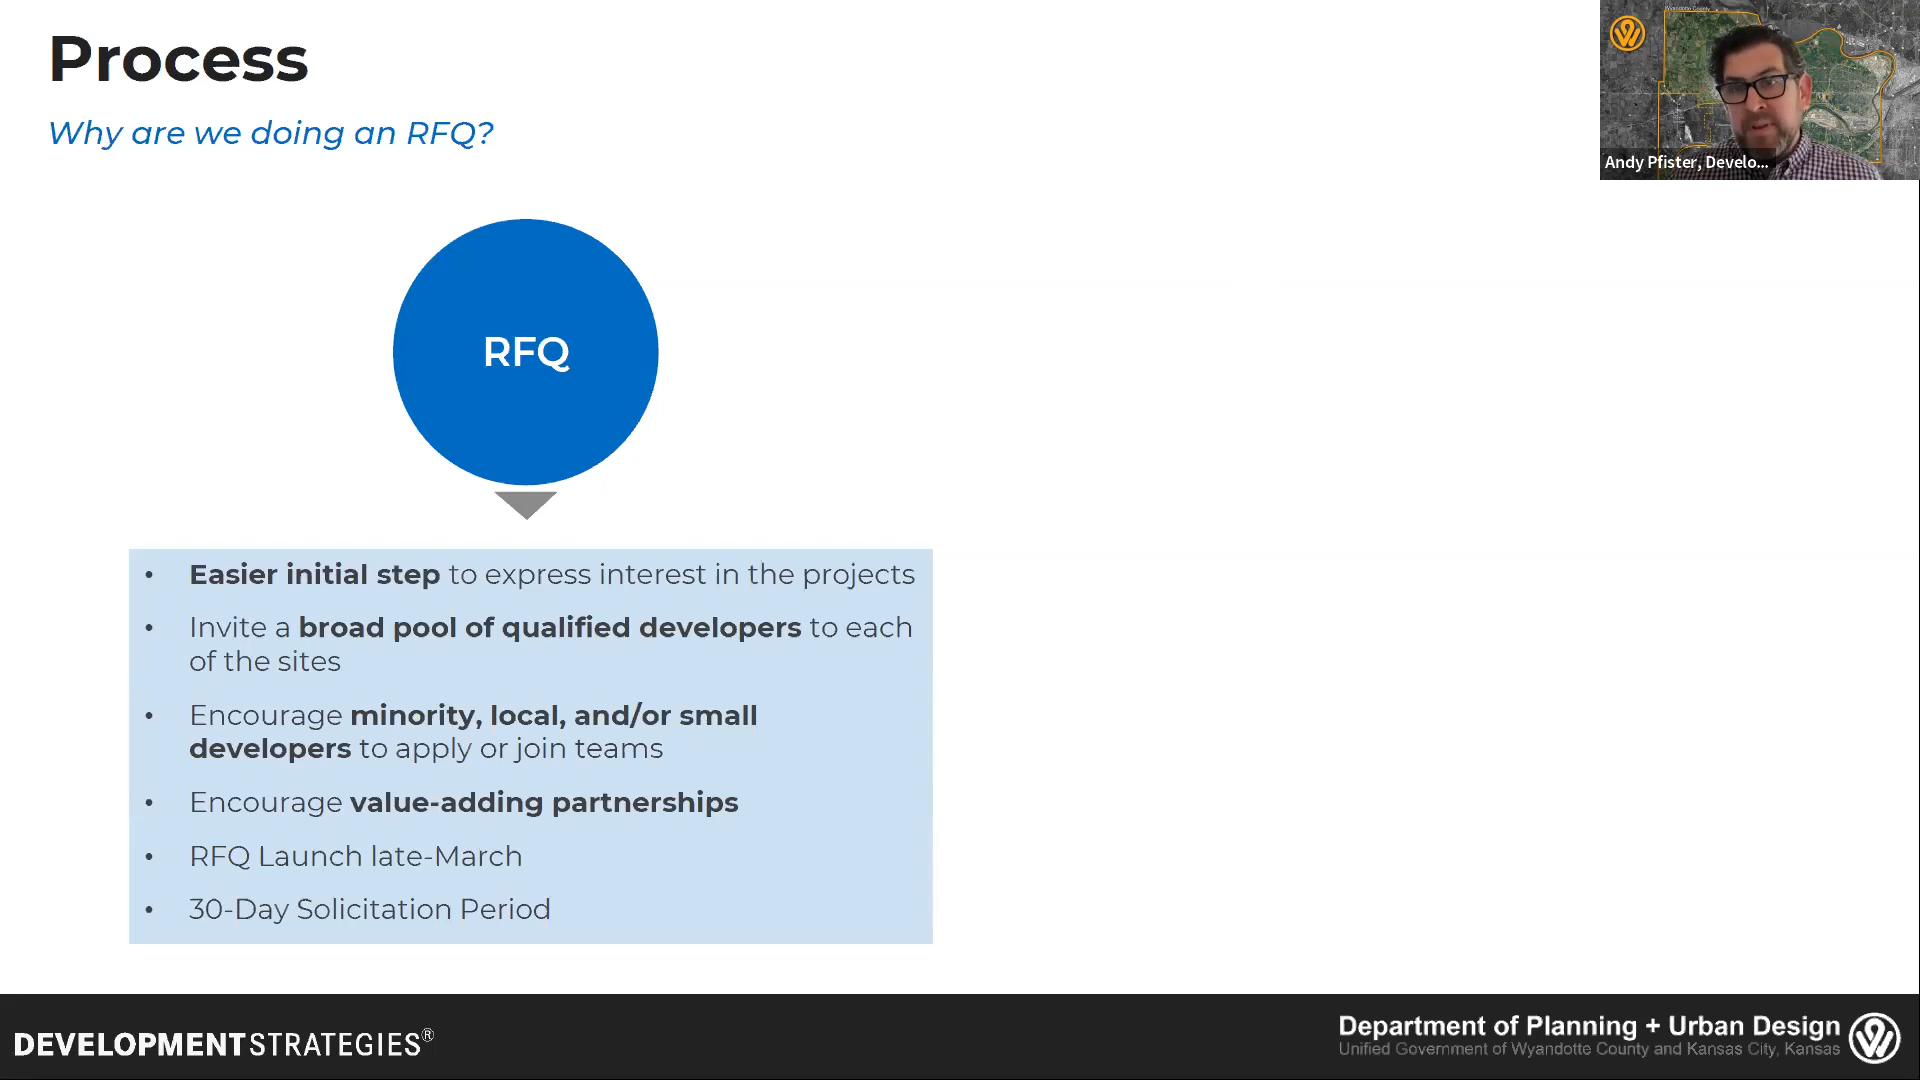 Process
Why are we doing an RFQ?
Wyandotte County
Andy Pfister, Develo...
RFQ
• Easier initial step to express interest in the projects
• Invite a broad pool of qualified developers to each
of the sites
• Encourage minority, local, and/or small
developers to apply or join teams
• Encourage value-adding partnerships
• RFQ Launch late-March
• 30-Day Solicitation Period
DEVELOPMENTSTRATEGIES®
Department of Planning + Urban Design
Unified Government of Wyandotte County and Kansas City, Kansas